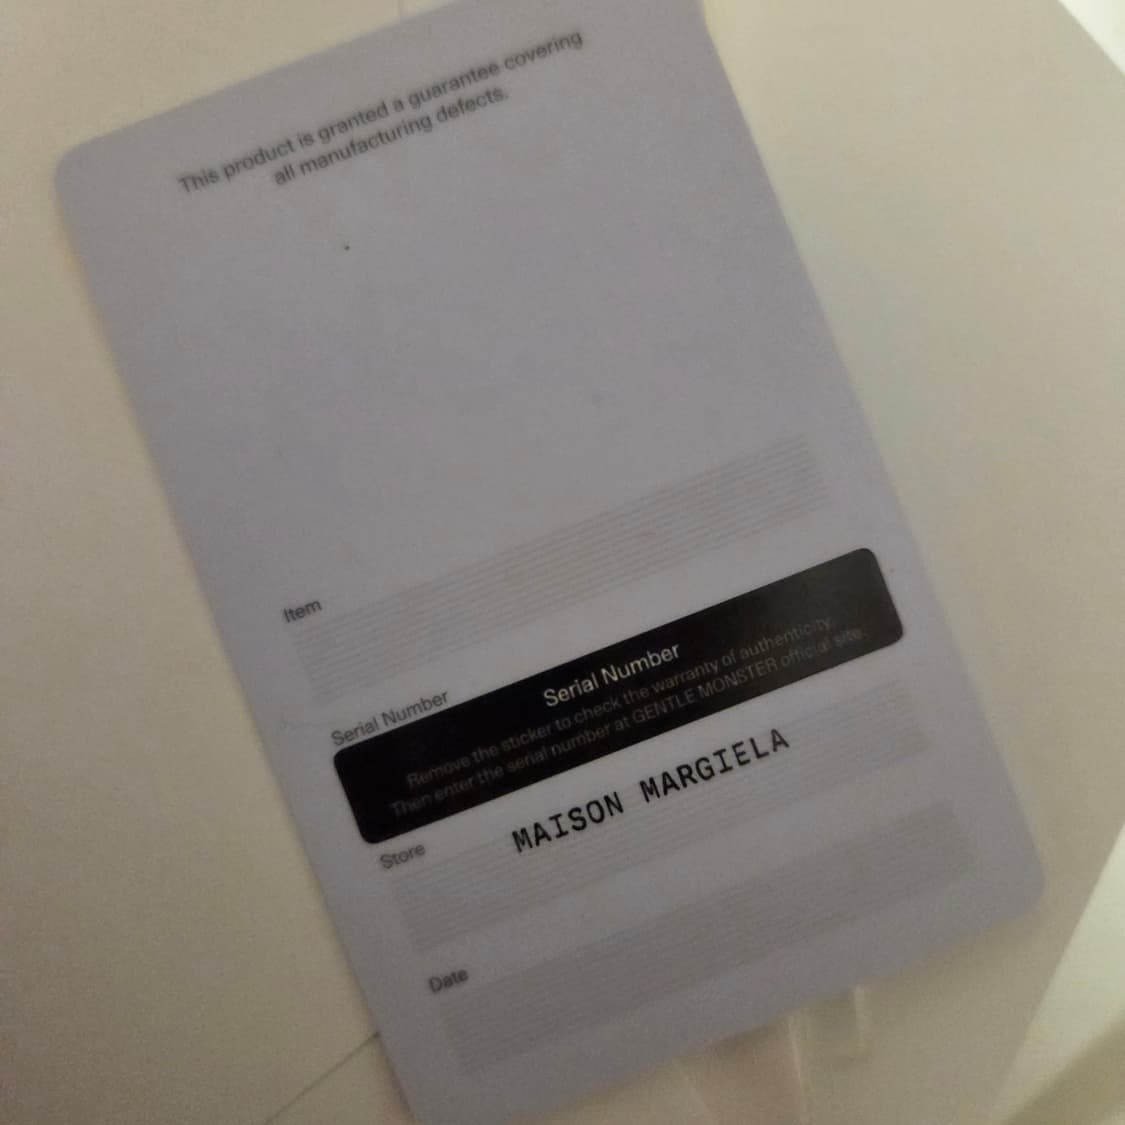 This product is granted a guarantee covering
all manufacturing defects.
Item
Serial Number
Serial Number
Remove the sticker to check the warranty of authenticity.
Then enter the serial number at GENTLE MONSTER official site.
Store
MAISON MARGIELA
Date